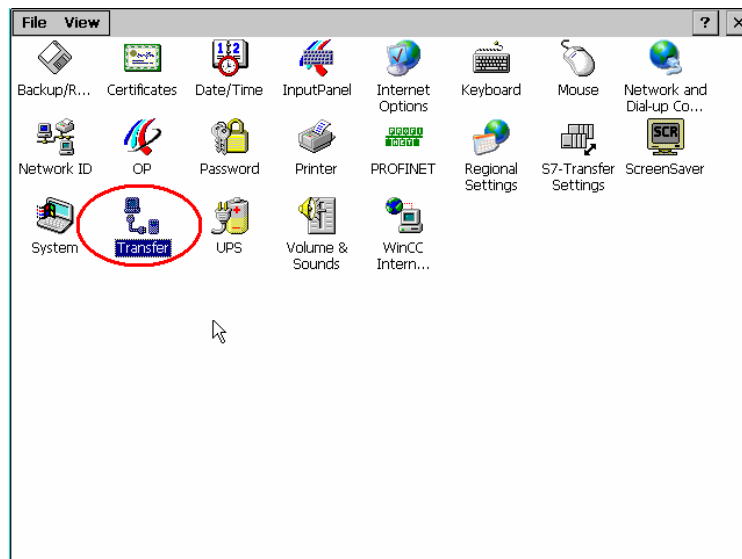 File View ?
Backup/R... Certificates Date/Time InputPanel Internet Options Keyboard Mouse Network and Dial-up Co...
Network ID OP Password Printer PROFINET Regional Settings S7-Transfer Settings ScreenSaver
System Transfer UPS Volume & Sounds WinCC Intern...